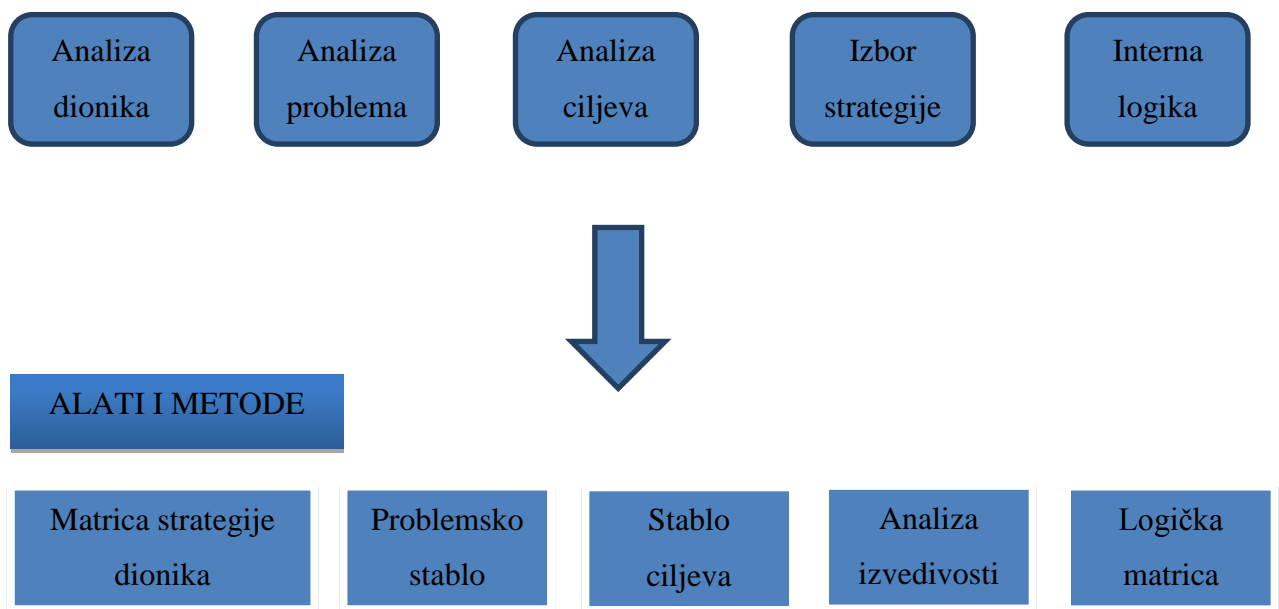 Analiza
dionika
Analiza
problema
Analiza
ciljeva
Izbor
strategije
Interna
logika
ALATI I METODE
Matrica strategije
dionika
Problemsko
stablo
Stablo
ciljeva
Analiza
izvedivosti
Logička
matrica